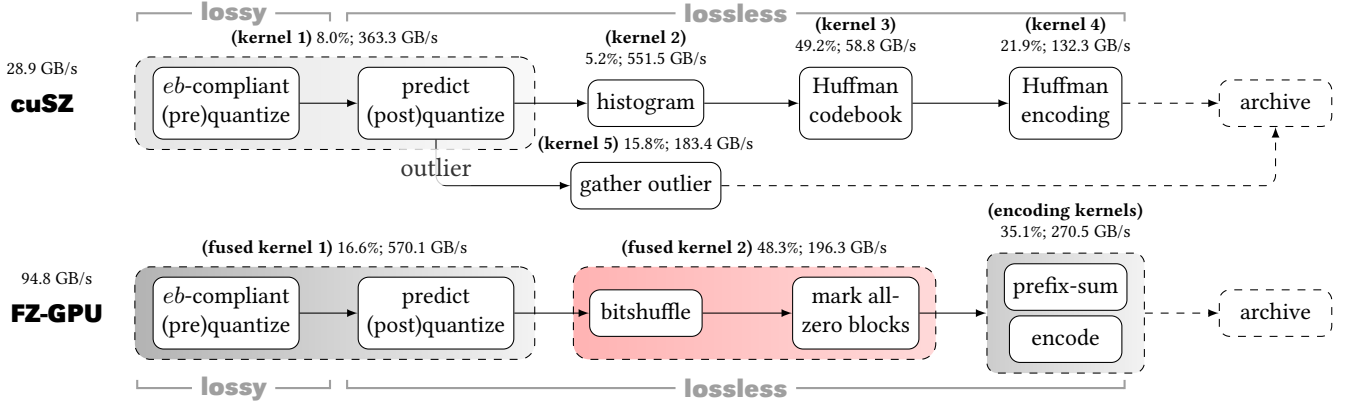 lossy
lossless
(kernel 1) 8.0%; 363.3 GB/s
(kernel 2)
5.2%; 551.5 GB/s
(kernel 3)
49.2%; 58.8 GB/s
(kernel 4)
21.9%; 132.3 GB/s
28.9 GB/s
cuSZ
eb-compliant
(pre)quantize
predict
(post)quantize
histogram
Huffman
codebook
Huffman
encoding
archive
outlier
(kernel 5) 15.8%; 183.4 GB/s
gather outlier
(fused kernel 1) 16.6%; 570.1 GB/s
(fused kernel 2) 48.3%; 196.3 GB/s
(encoding kernels)
35.1%; 270.5 GB/s
94.8 GB/s
FZ-GPU
eb-compliant
(pre)quantize
predict
(post)quantize
bitshuffle
mark all-
zero blocks
prefix-sum
encode
archive
lossy
lossless